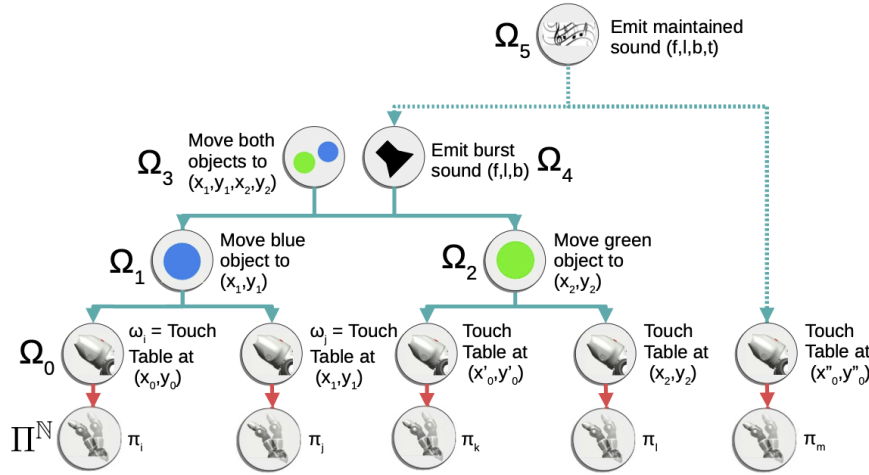 Ω₅
Emit maintained
sound (f,l,b,t)
Ω₃
Move both
objects to
(x₁,y₁,x₂,y₂)
Emit burst
sound (f,l,b)
Ω₄
Ω₁
Move blue
object to
(x₁,y₁)
Ω₂
Move green
object to
(x₂,y₂)
Ω₀
ωᵢ = Touch
Table at
(x₀,y₀)
ωⱼ = Touch
Table at
(x₁,y₁)
Touch
Table at
(x'₀,y'₀)
Touch
Table at
(x₂,y₂)
Touch
Table at
(x"₀,y"₀)
Π^ℕ
πᵢ
πⱼ
πₖ
πₗ
πₘ